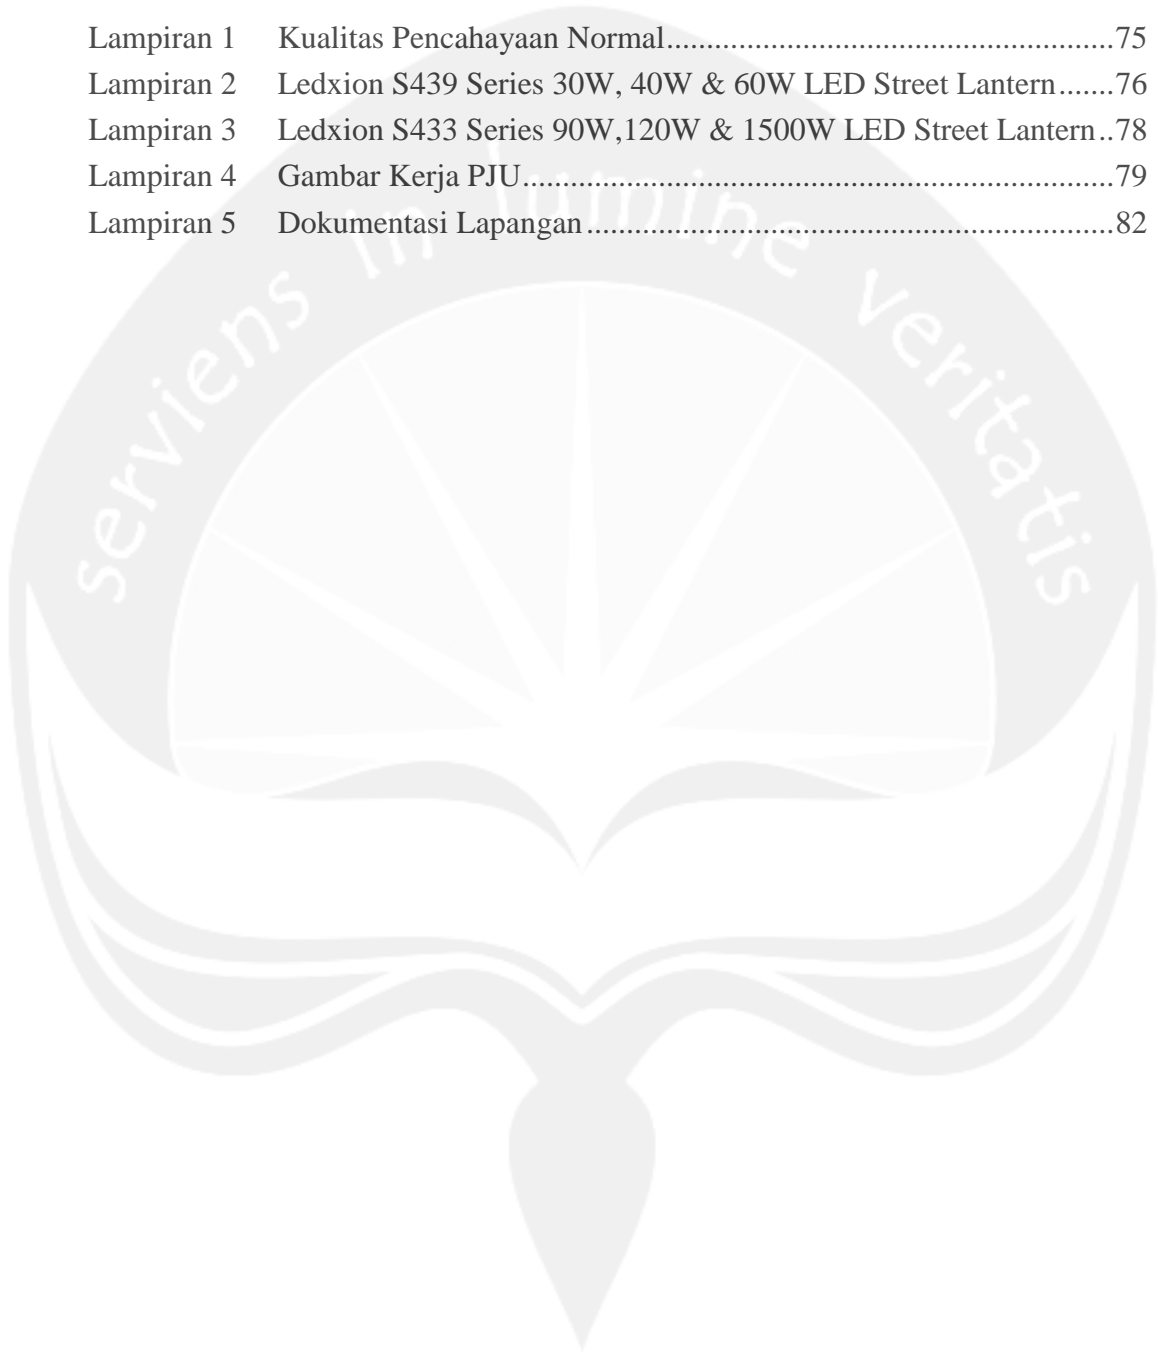 Lampiran 1 Kualitas Pencahayaan Normal..........................................................75
Lampiran 2 Ledxion S439 Series 30W, 40W & 60W LED Street Lantern.......76
Lampiran 3 Ledxion S433 Series 90W,120W & 1500W LED Street Lantern..78
Lampiran 4 Gambar Kerja PJU............................................................................79
Lampiran 5 Dokumentasi Lapangan....................................................................82
serviens in lumine veritatis